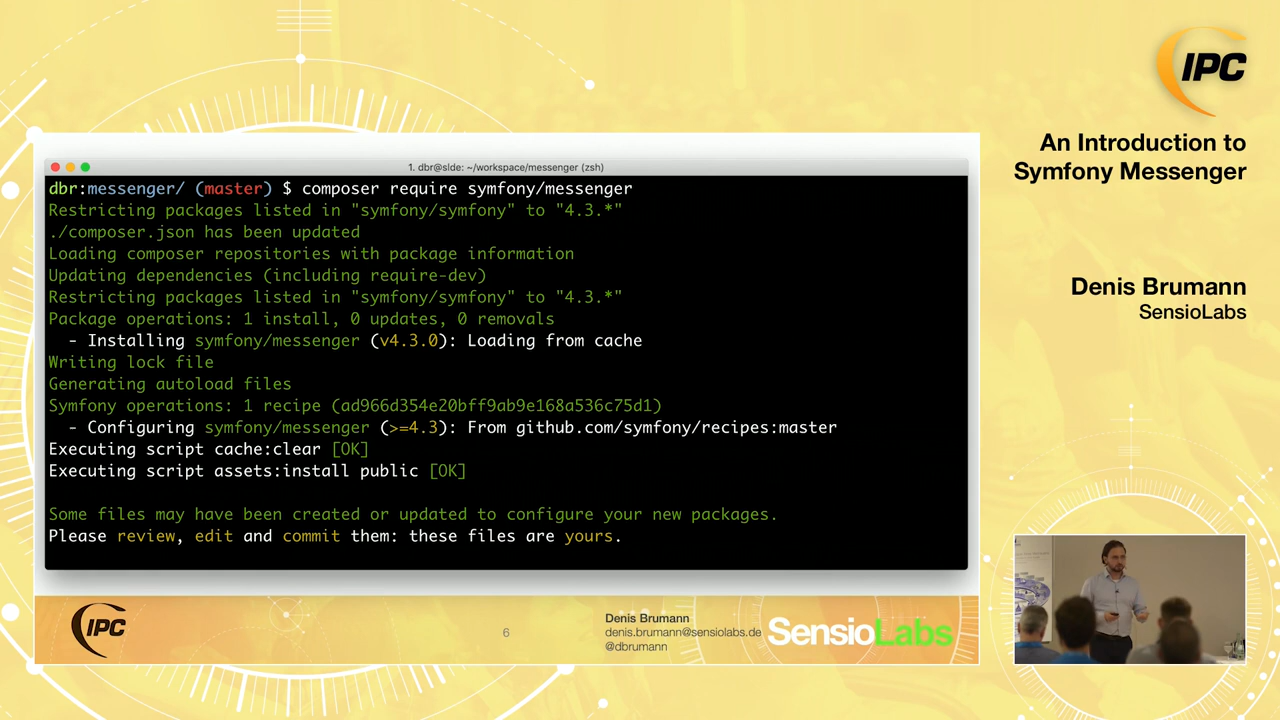 IPC
An Introduction to
Symfony Messenger
Denis Brumann
SensioLabs
1. dbr@slde: ~/workspace/messenger (zsh)
dbr:messenger/ (master) $ composer require symfony/messenger
Restricting packages listed in "symfony/symfony" to "4.3.*"
./composer.json has been updated
Loading composer repositories with package information
Updating dependencies (including require-dev)
Restricting packages listed in "symfony/symfony" to "4.3.*"
Package operations: 1 install, 0 updates, 0 removals
- Installing symfony/messenger (v4.3.0): Loading from cache
Writing lock file
Generating autoload files
Symfony operations: 1 recipe (ad966d354e20bff9ab9e168a536c75d1)
- Configuring symfony/messenger (>=4.3): From github.com/symfony/recipes:master
Executing script cache:clear [OK]
Executing script assets:install public [OK]
Some files may have been created or updated to configure your new packages.
Please review, edit and commit them: these files are yours.
IPC
6
Denis Brumann
denis.brumann@sensiolabs.de
@dbrumann
SensioLabs